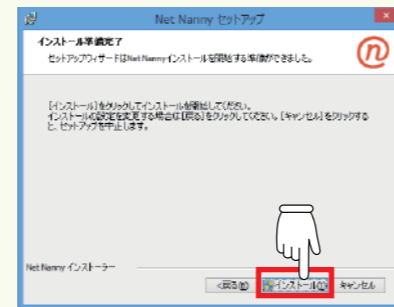 Net Nanny セットアップ
インストール準備完了
セットアップウィザードはNet Nannyインストールを開始する準備ができました。
n
[インストール]をクリックしてインストールを開始してください。
インストールの設定を変更する場合は[戻る]をクリックしてください。[キャンセル]をクリックする
と、セットアップを中止します。
Net Nanny インストーラー
<戻る(B)
インストール(I)
キャンセル